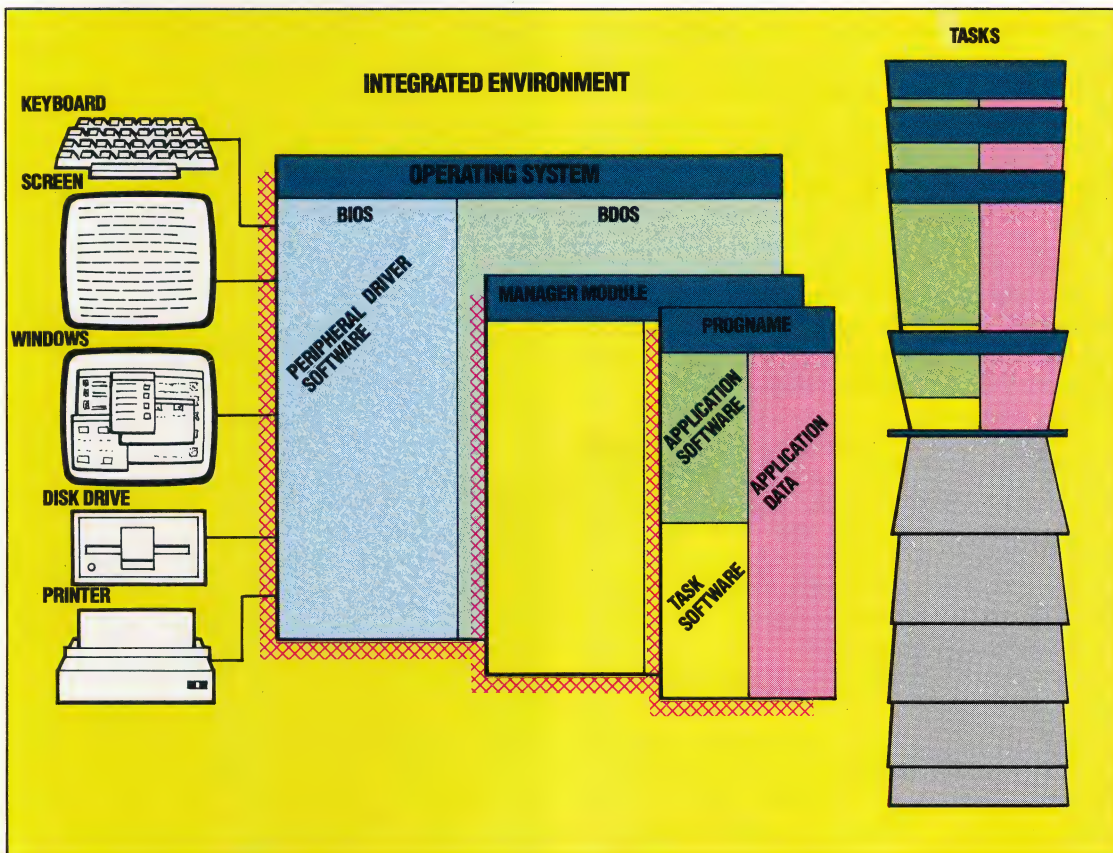 TASKS
INTEGRATED ENVIRONMENT
KEYBOARD
SCREEN
WINDOWS
DISK DRIVE
PRINTER
OPERATING SYSTEM
BIOS
BDOS
PERIPHERAL DRIVER
SOFTWARE
MANAGER MODULE
PROGNAME
APPLICATION
SOFTWARE
APPLICATION
DATA
TASK
SOFTWARE